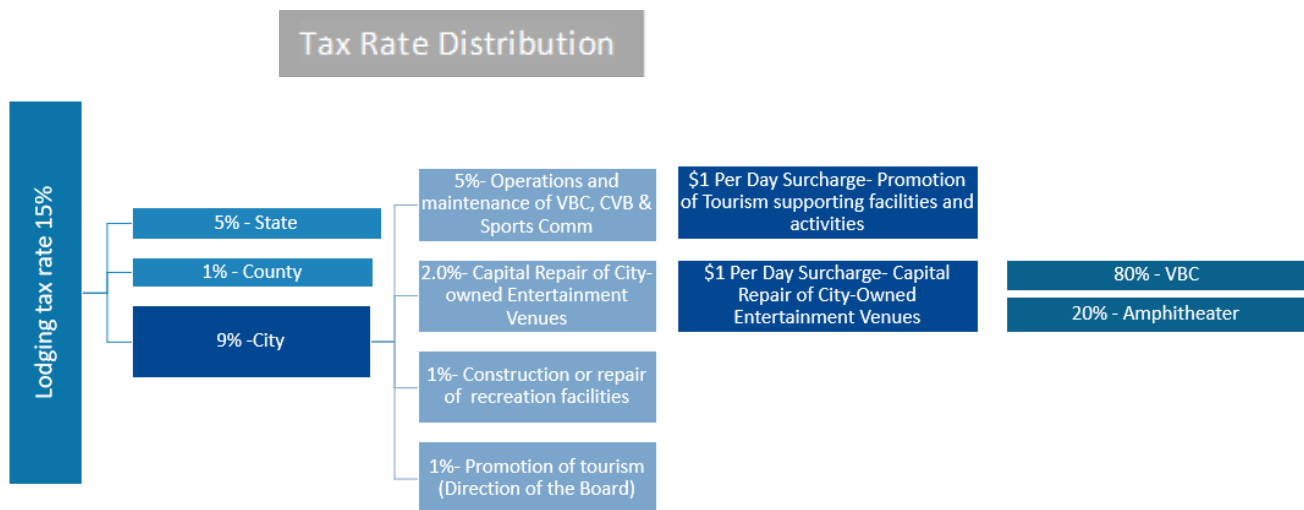 Tax Rate Distribution
Lodging tax rate 15%
5% - State
1% - County
9% -City
5%- Operations and
maintenance of VBC, CVB &
Sports Comm
$1 Per Day Surcharge- Promotion
of Tourism supporting facilities and
activities
2.0%- Capital Repair of City-
owned Entertainment
Venues
$1 Per Day Surcharge- Capital
Repair of City-Owned
Entertainment Venues
80% - VBC
20% - Amphitheater
1%- Construction or repair
of  recreation facilities
1%- Promotion of tourism
(Direction of the Board)